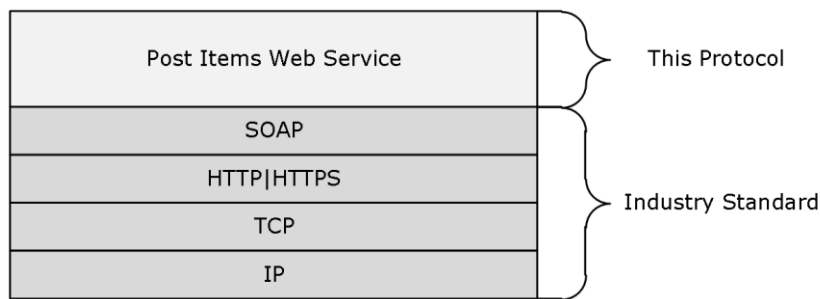 Post Items Web Service
This Protocol
SOAP
HTTP|HTTPS
TCP
Industry Standard
IP